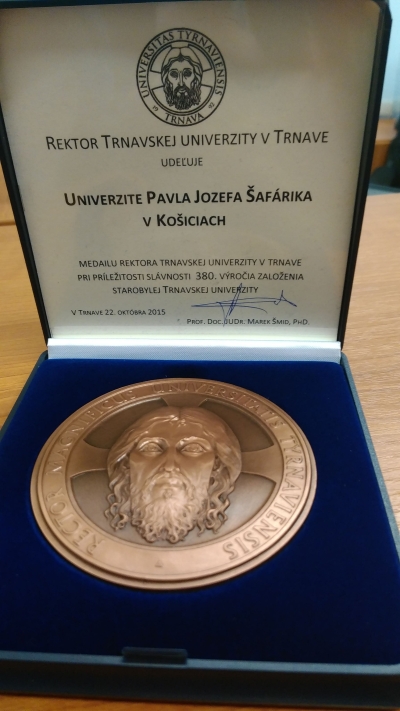 UNIVERSITAS TYRNAVIENSIS
19 92
TRNAVA
REKTOR TRNAVSKEJ UNIVERZITY V TRNAVE
UDEĽUJE
UNIVERZITE PAVLA JOZEFA ŠAFÁRIKA
V KOŠICIACH
MEDAILU REKTORA TRNAVSKEJ UNIVERZITY V TRNAVE
PRI PRÍLEŽITOSTI SLÁVNOSTI 380. VÝROČIA ZALOŽENIA
STAROBYLEJ TRNAVSKEJ UNIVERZITY
V TRNAVE 22. OKTÓBRA 2015
PROF. DOC. JUDR. MAREK ŠMID, PHD.
RECTOR MAGNIFICUS UNIVERSITATIS TYRNAVIENSIS